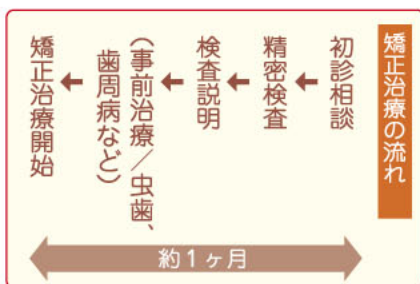 矯正治療の流れ
初診相談
精密検査
検査説明
（事前治療／虫歯、
歯周病など）
矯正治療開始
約1ヶ月